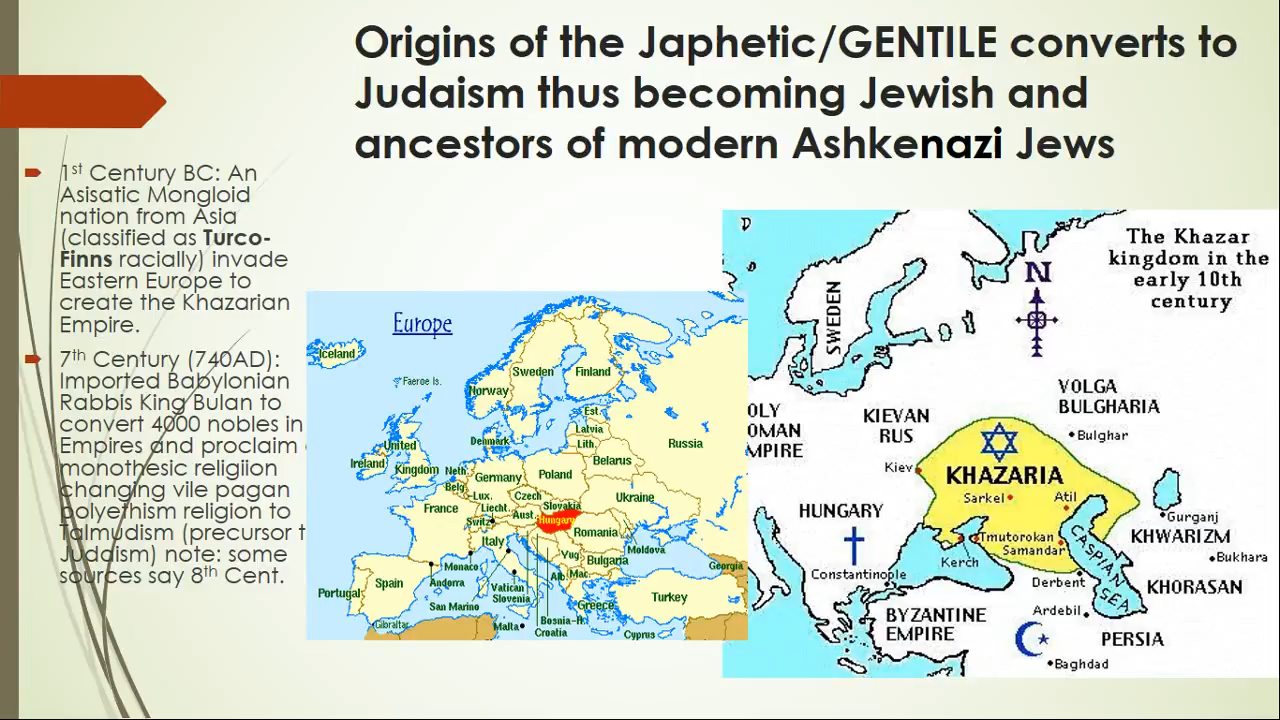 Origins of the Japhetic/GENTILE converts to
Judaism thus becoming Jewish and
ancestors of modern Ashkenazi Jews
1st Century BC: An
Asisatic Mongloid
nation from Asia
(classified as Turco-
Finns racially) invade
Eastern Europe to
create the Khazarian
Empire.
7th Century (740AD):
Imported Babylonian
Rabbis King Bulan to
convert 4000 nobles in
Empires and proclaim
monothesic religiion
changing vile pagan
polyethism religion to
Talmudism (precursor t
Judaism) note: some
sources say 8th Cent.
Europe
Iceland
Faeroe Is.
Norway
Sweden
Finland
Est.
Latvia
Lith.
Denmark
United
Kingdom
Ireland
Neth.
Belg.
Germany
Poland
Belarus
Russia
Lux.
Liecht.
Czech
Slovakia
Ukraine
France
Switz.
Aust.
Hungary
Romania
Moldova
Italy
Yug.
Bulgaria
Georgia
Monaco
Andorra
San Marino
Vatican
Slovenia
Alb.
Mac.
Spain
Portugal
Gibraltar
Malta
Bosnia-H.
Croatia
Greece
Turkey
Cyprus
The Khazar
kingdom in the
early 10th
century
N
SWEDEN
VOLGA
BULGHARIA
Bulghar
OLY
OMAN
MPIRE
KIEVAN
RUS
Kiev
KHAZARIA
Sarkel
Atil
HUNGARY
Tmutorokan
Samandar
Kerch
CASPIAN
SEA
Gurganj
KHWARIZM
Bukhara
Constantinople
Derbent
KHORASAN
BYZANTINE
EMPIRE
Ardebil
PERSIA
Baghdad